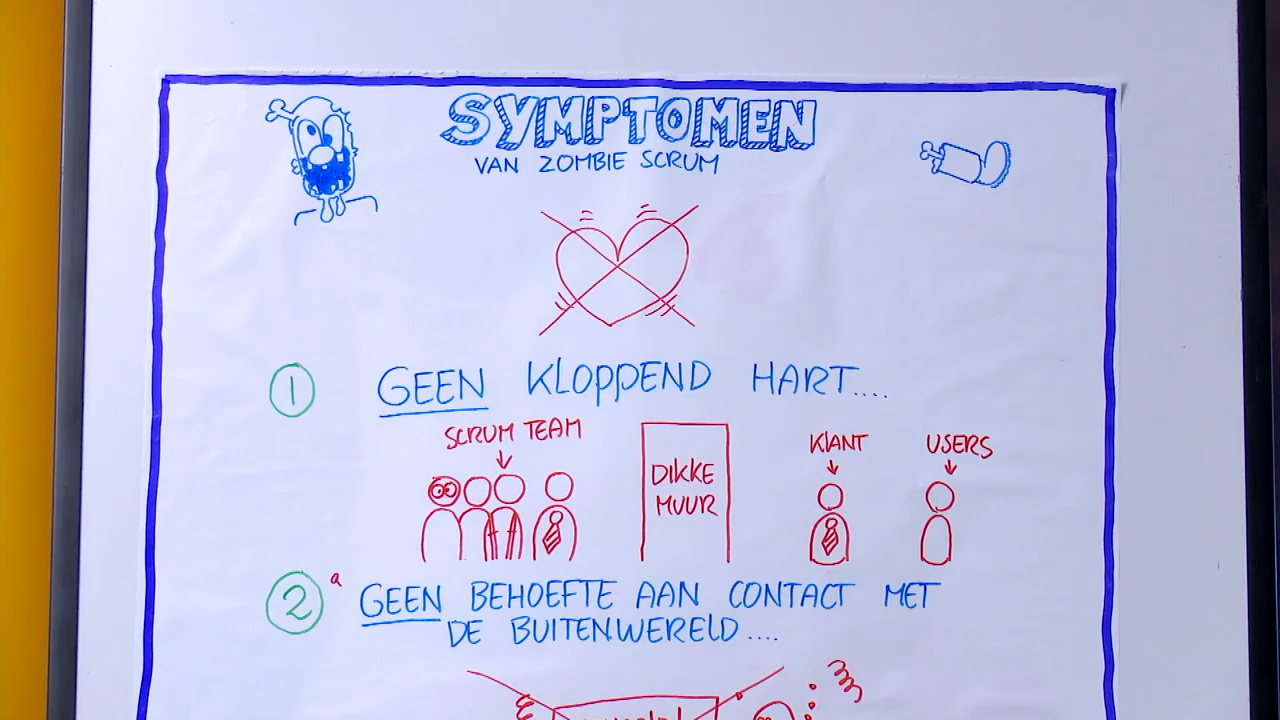 SYMPTOMEN
VAN ZOMBIE SCRUM
1 GEEN KLOPPEND HART....
SCRUM TEAM
DIKKE
MUUR
KLANT
USERS
2 a GEEN BEHOEFTE AAN CONTACT MET
DE BUITENWERELD....